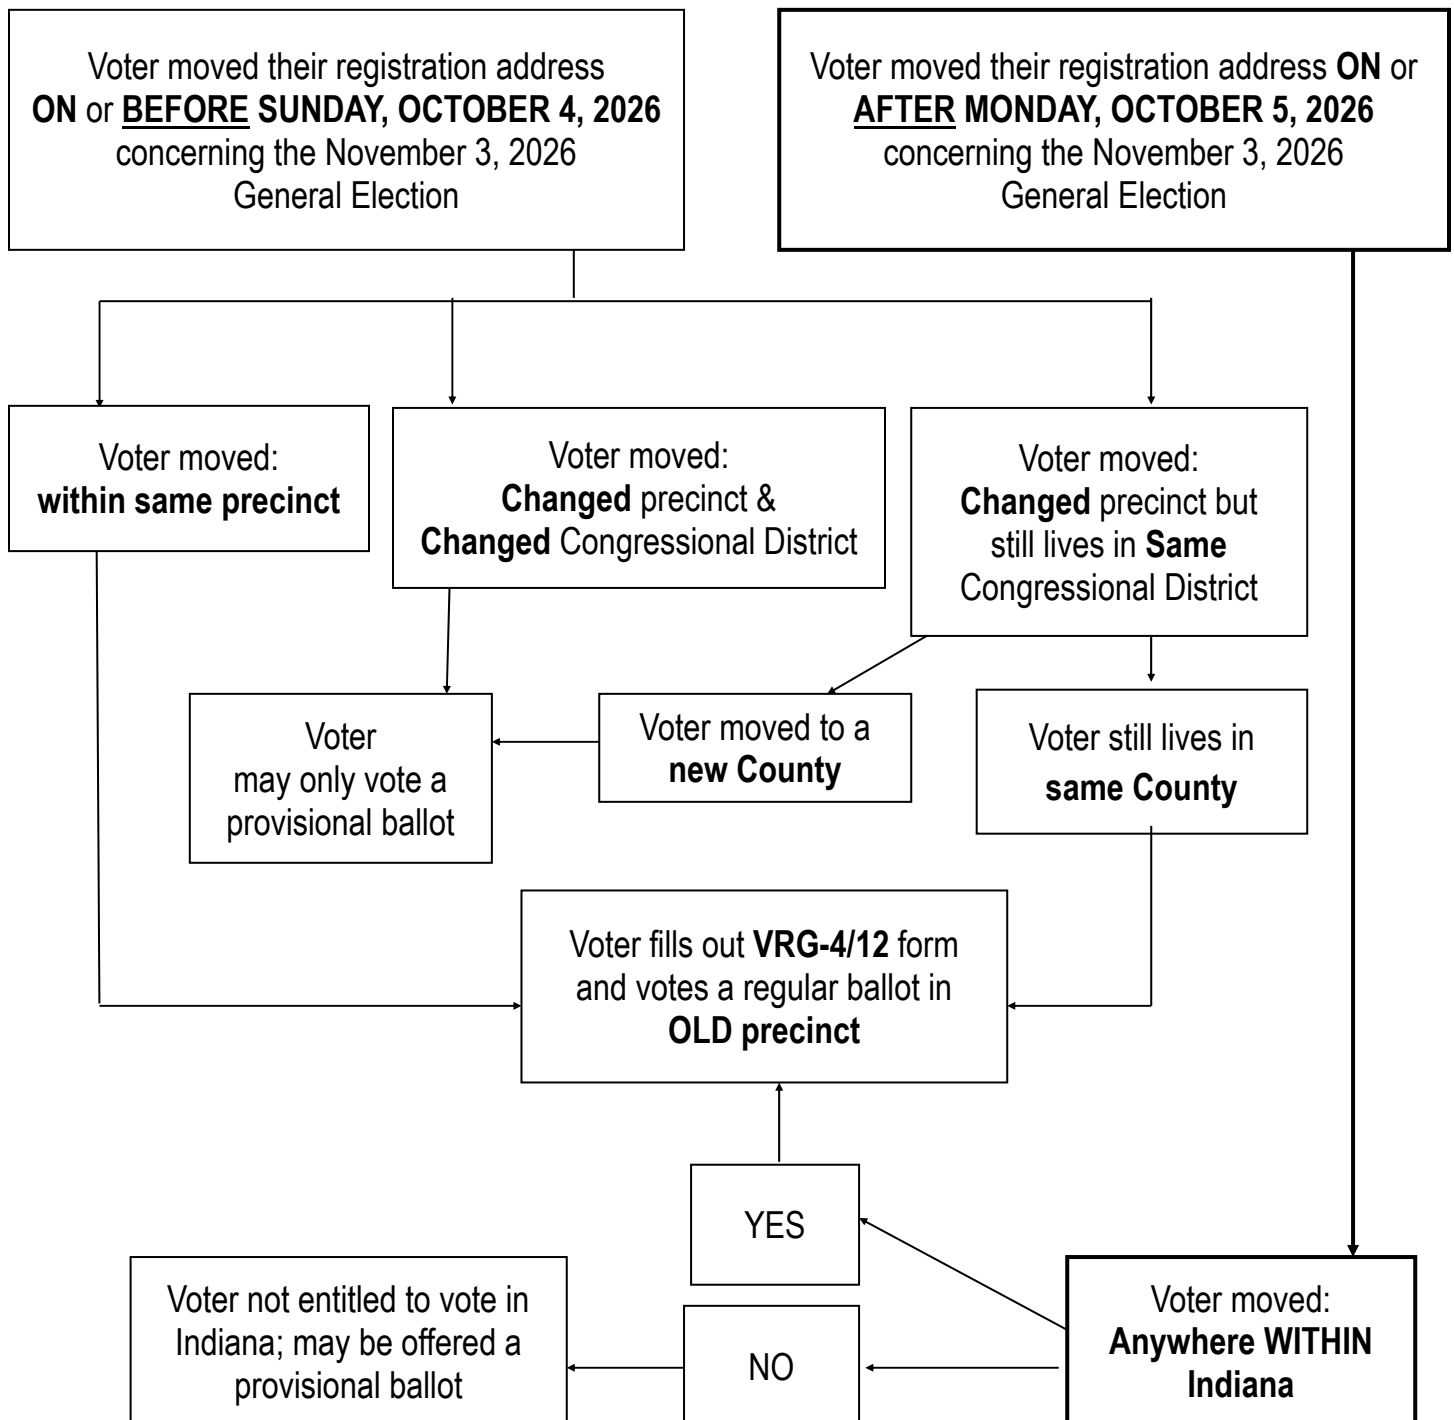 Voter moved their registration address
ON or BEFORE SUNDAY, OCTOBER 4, 2026
concerning the November 3, 2026
General Election
Voter moved their registration address ON or
AFTER MONDAY, OCTOBER 5, 2026
concerning the November 3, 2026
General Election
Voter moved:
within same precinct
Voter moved:
Changed precinct &
Changed Congressional District
Voter moved:
Changed precinct but
still lives in Same
Congressional District
Voter
may only vote a
provisional ballot
Voter moved to a
new County
Voter still lives in
same County
Voter fills out VRG-4/12 form
and votes a regular ballot in
OLD precinct
YES
Voter not entitled to vote in
Indiana; may be offered a
provisional ballot
NO
Voter moved:
Anywhere WITHIN
Indiana